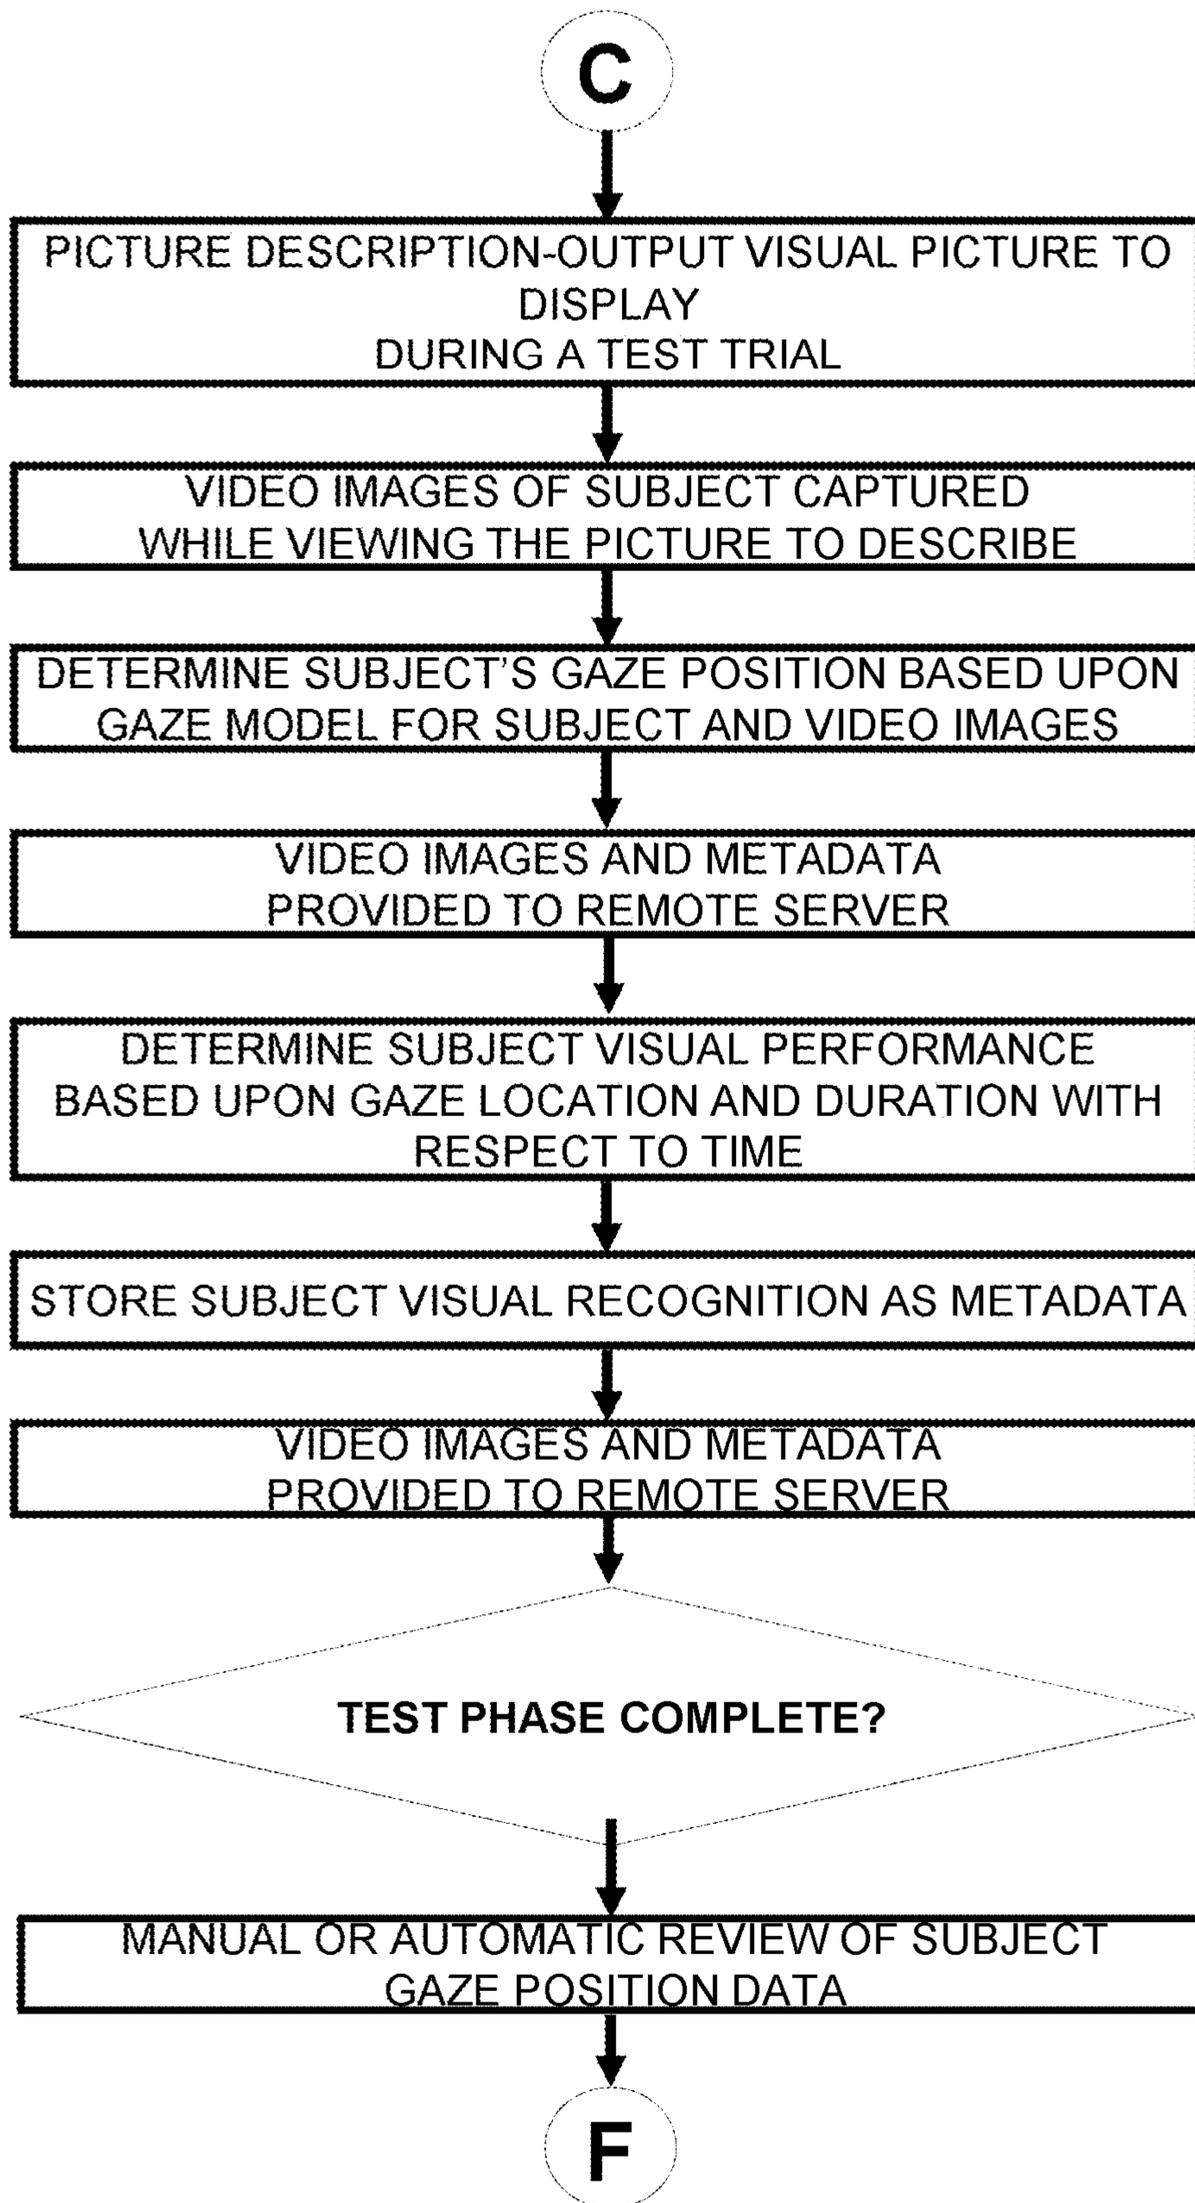 C
PICTURE DESCRIPTION-OUTPUT VISUAL PICTURE TO
DISPLAY
DURING A TEST TRIAL
VIDEO IMAGES OF SUBJECT CAPTURED
WHILE VIEWING THE PICTURE TO DESCRIBE
DETERMINE SUBJECT'S GAZE POSITION BASED UPON
GAZE MODEL FOR SUBJECT AND VIDEO IMAGES
VIDEO IMAGES AND METADATA
PROVIDED TO REMOTE SERVER
DETERMINE SUBJECT VISUAL PERFORMANCE
BASED UPON GAZE LOCATION AND DURATION WITH
RESPECT TO TIME
STORE SUBJECT VISUAL RECOGNITION AS METADATA
VIDEO IMAGES AND METADATA
PROVIDED TO REMOTE SERVER
TEST PHASE COMPLETE?
MANUAL OR AUTOMATIC REVIEW OF SUBJECT
GAZE POSITION DATA
F